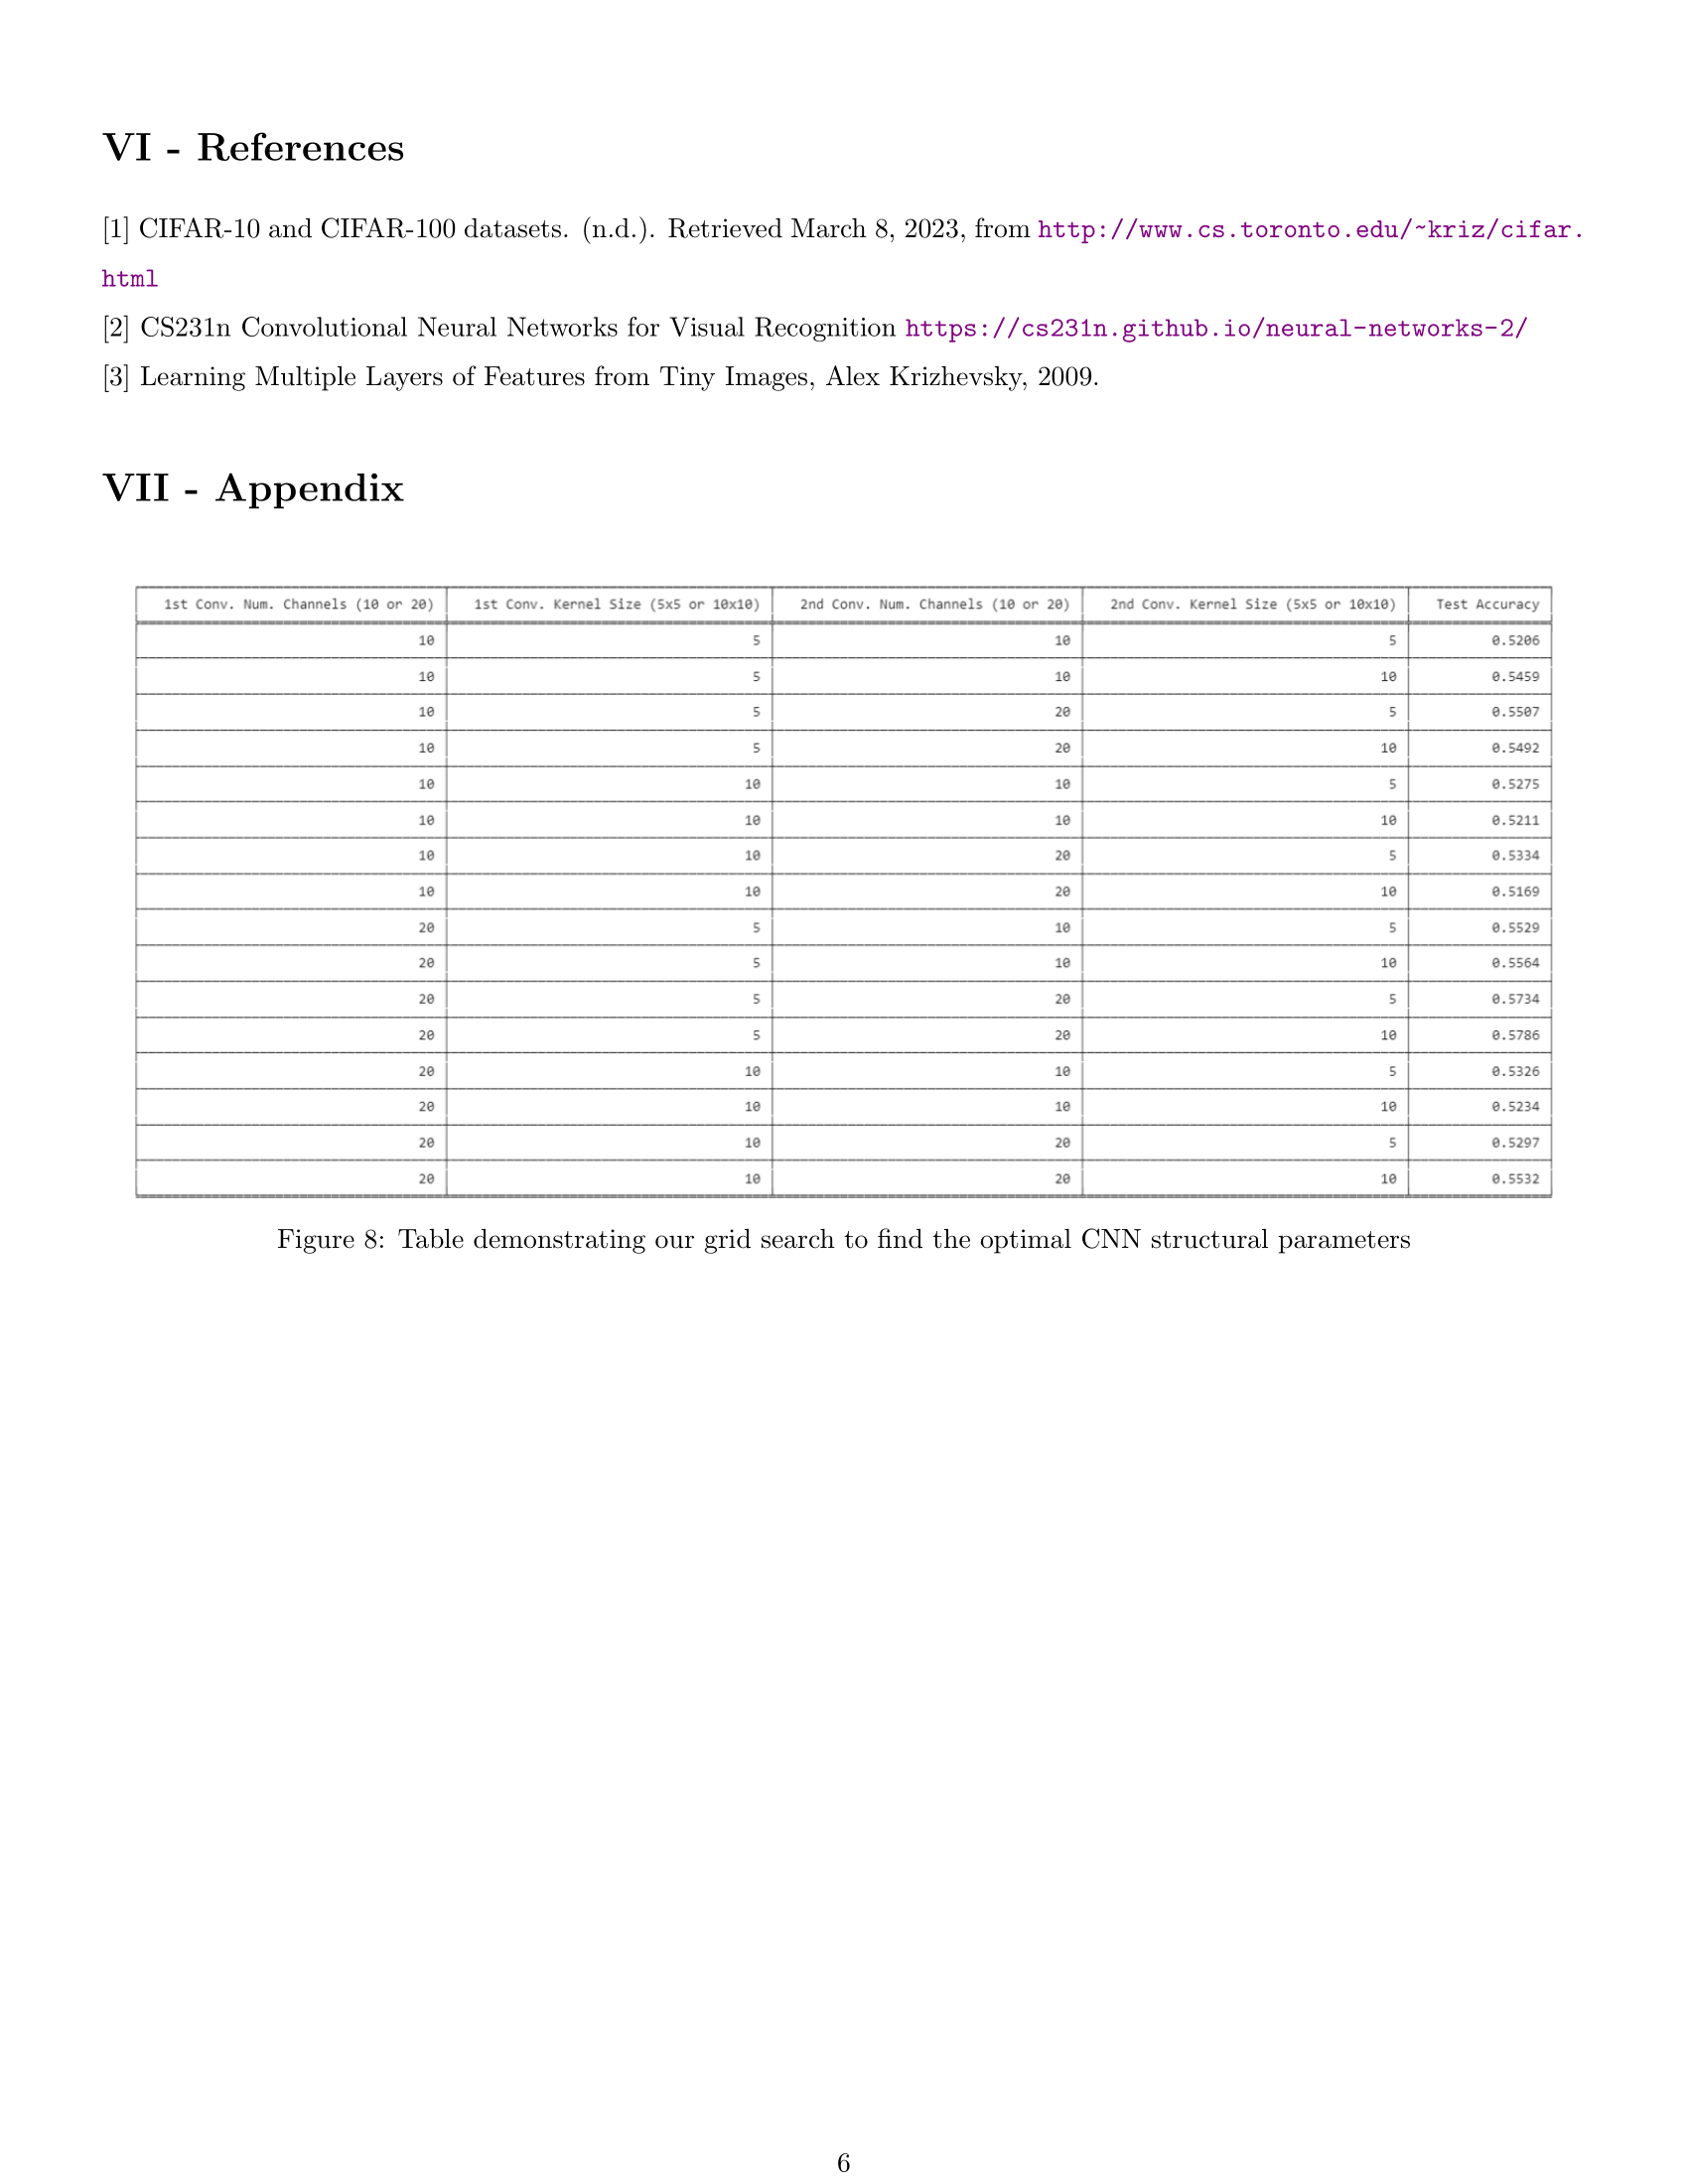 VI - References
[1] CIFAR-10 and CIFAR-100 datasets. (n.d.). Retrieved March 8, 2023, from http://www.cs.toronto.edu/~kriz/cifar.
html
[2] CS231n Convolutional Neural Networks for Visual Recognition https://cs231n.github.io/neural-networks-2/
[3] Learning Multiple Layers of Features from Tiny Images, Alex Krizhevsky, 2009.
VII - Appendix
1st Conv. Num. Channels (10 or 20) 1st Conv. Kernel Size (5x5 or 10x10) 2nd Conv. Num. Channels (10 or 20) 2nd Conv. Kernel Size (5x5 or 10x10) Test Accuracy
10 5 10 5 0.5206
10 5 10 10 0.5459
10 5 20 5 0.5507
10 5 20 10 0.5492
10 10 10 5 0.5275
10 10 10 10 0.5211
10 10 20 5 0.5334
10 10 20 10 0.5169
20 5 10 5 0.5529
20 5 10 10 0.5564
20 5 20 5 0.5734
20 5 20 10 0.5786
20 10 10 5 0.5326
20 10 10 10 0.5234
20 10 20 5 0.5297
20 10 20 10 0.5532
Figure 8: Table demonstrating our grid search to find the optimal CNN structural parameters
6